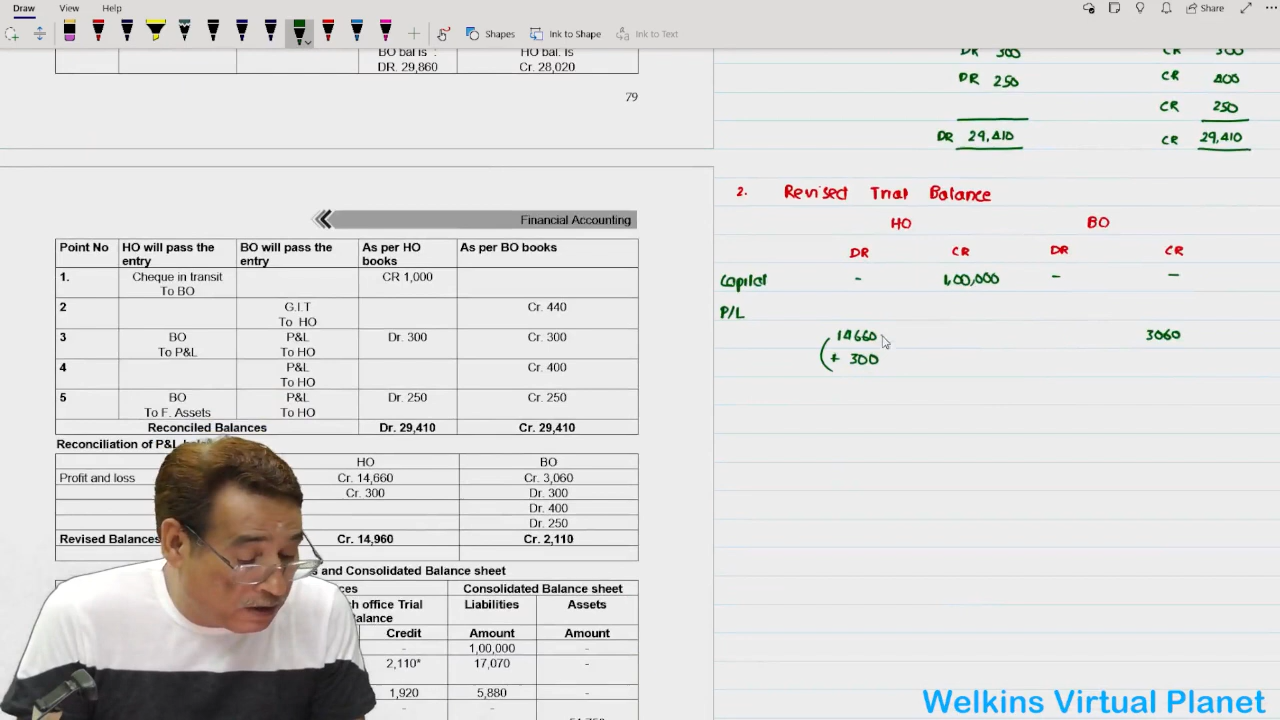 Draw View Help
Share
Shapes Ink to Shape Ink to Text
BO bal is : HO bal. Is
DR. 29,860 Cr. 28,020
79
Financial Accounting
Point No HO will pass the entry BO will pass the entry As per HO books As per BO books
1. Cheque in transit To BO CR 1,000
2 G.I.T To HO Cr. 440
3 BO To P&L P&L To HO Dr. 300 Cr. 300
4 P&L To HO Cr. 400
5 BO To F. Assets P&L To HO Dr. 250 Cr. 250
Reconciled Balances Dr. 29,410 Cr. 29,410
Reconciliation of P&L
HO BO
Profit and loss Cr. 14,660 Cr. 3,060
Cr. 300 Dr. 300
Dr. 400
Dr. 250
Revised Balances Cr. 14,960 Cr. 2,110
and Consolidated Balance sheet
Consolidated Balance sheet
office Trial Liabilities Assets
Credit Amount Amount
- 1,00,000 -
2,110* 17,070 -
1,920 5,880 -
- -
DR 300 CR 300
DR 250 CR 400
CR 250
DR 29,410 CR 29,410
2. Revised Trial Balance
HO BO
DR CR DR CR
Capital - 1,00,000 - -
P/L
14660 3060
( + 300
Welkins Virtual Planet